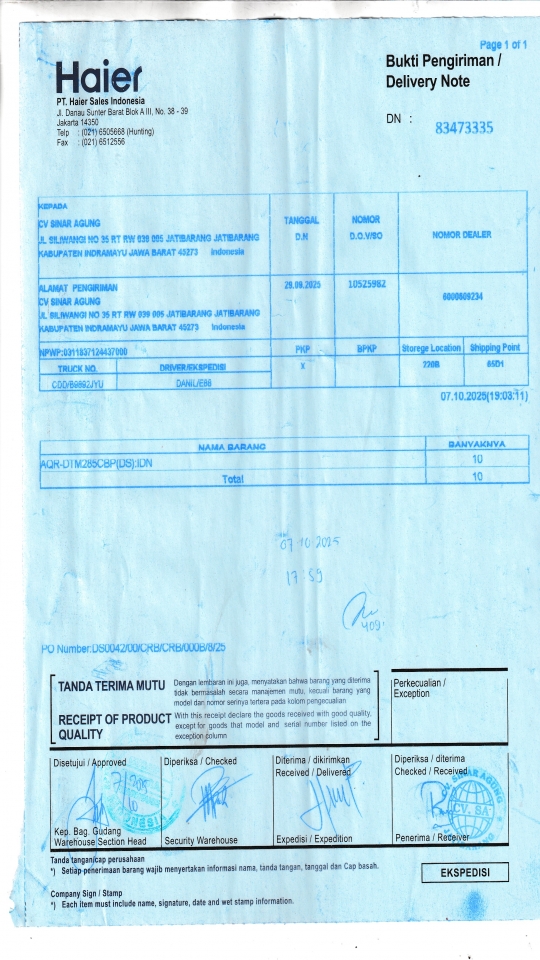 Page 1 of 1
Haier
Bukti Pengiriman /
Delivery Note
PT. Haier Sales Indonesia
Jl. Danau Sunter Barat Blok A III, No. 38 - 39
Jakarta 14350
Telp : (021) 6505668 (Hunting)
Fax : (021) 6512556
DN : 83473335
KEPADA
CV SINAR AGUNG
JL SILIWANGI NO 35 RT RW 039 005 JATIBARANG JATIBARANG
KABUPATEN INDRAMAYU JAWA BARAT 45273 Indonesia
TANGGAL
D.N
NOMOR
D.O.V/SO
NOMOR DEALER
ALAMAT PENGIRIMAN
CV SINAR AGUNG
JL SILIWANGI NO 35 RT RW 039 005 JATIBARANG JATIBARANG
KABUPATEN INDRAMAYU JAWA BARAT 45273 Indonesia
29.09.2025
10525982
6000809234
NPWP:0311837124437000
PKP
BPKP
Storege Location
Shipping Point
TRUCK NO.
DRIVER/EKSPEDISI
X
220B
65D1
CDD/B9892JYU
DANIL/E88
07.10.2025(19:03:11)
NAMA BARANG
BANYAKNYA
AQR-DTM285CBP(DS);IDN
10
Total
10
07.10.2025
17:59
409.
PO Number:DS0042/00/CRB/CRB/000B/8/25
TANDA TERIMA MUTU
Dengan lembaran ini juga, menyatakan bahwa barang yang diterima
tidak bermasalah secara manajemen mutu, kecuali barang yang
model dan nomor serinya tertera pada kolom pengecualian
RECEIPT OF PRODUCT
QUALITY
With this receipt declare the goods received with good quality,
except for goods that model and serial number listed on the
exception column
Perkecualian /
Exception
Disetujui / Approved
Diperiksa / Checked
Diterima / dikirimkan
Received / Delivered
Diperiksa / diterima
Checked / Received
SINAR AGUNG
CV. SA
Kep. Bag. Gudang
Warehouse Section Head
Security Warehouse
Expedisi / Expedition
Penerima / Receiver
Tanda tangan/cap perusahaan
*) Setiap penerimaan barang wajib menyertakan informasi nama, tanda tangan, tanggal dan Cap basah.
EKSPEDISI
Company Sign / Stamp
*) Each item must include name, signature, date and wet stamp information.